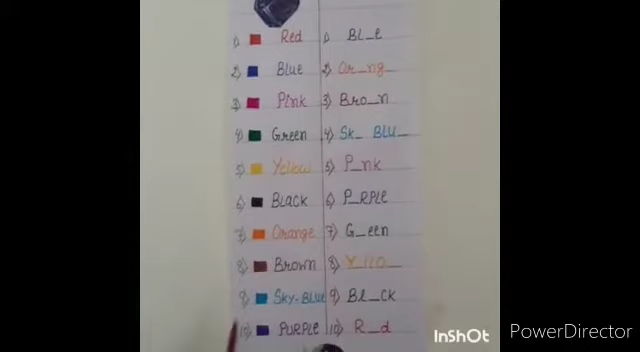 1) Red 1) Bl_e
2) Blue 2) Or_ng_
3) Pink 3) Bro_n
4) Green 4) Sk_ Blu_
5) Yellow 5) P_nk
6) Black 6) P_RPLE
7) Orange 7) G_een
8) Brown 8) Y_llo_
9) SKY-BLUE 9) Bl_ck
10) PURPLE 10) R_d
InShOt PowerDirector